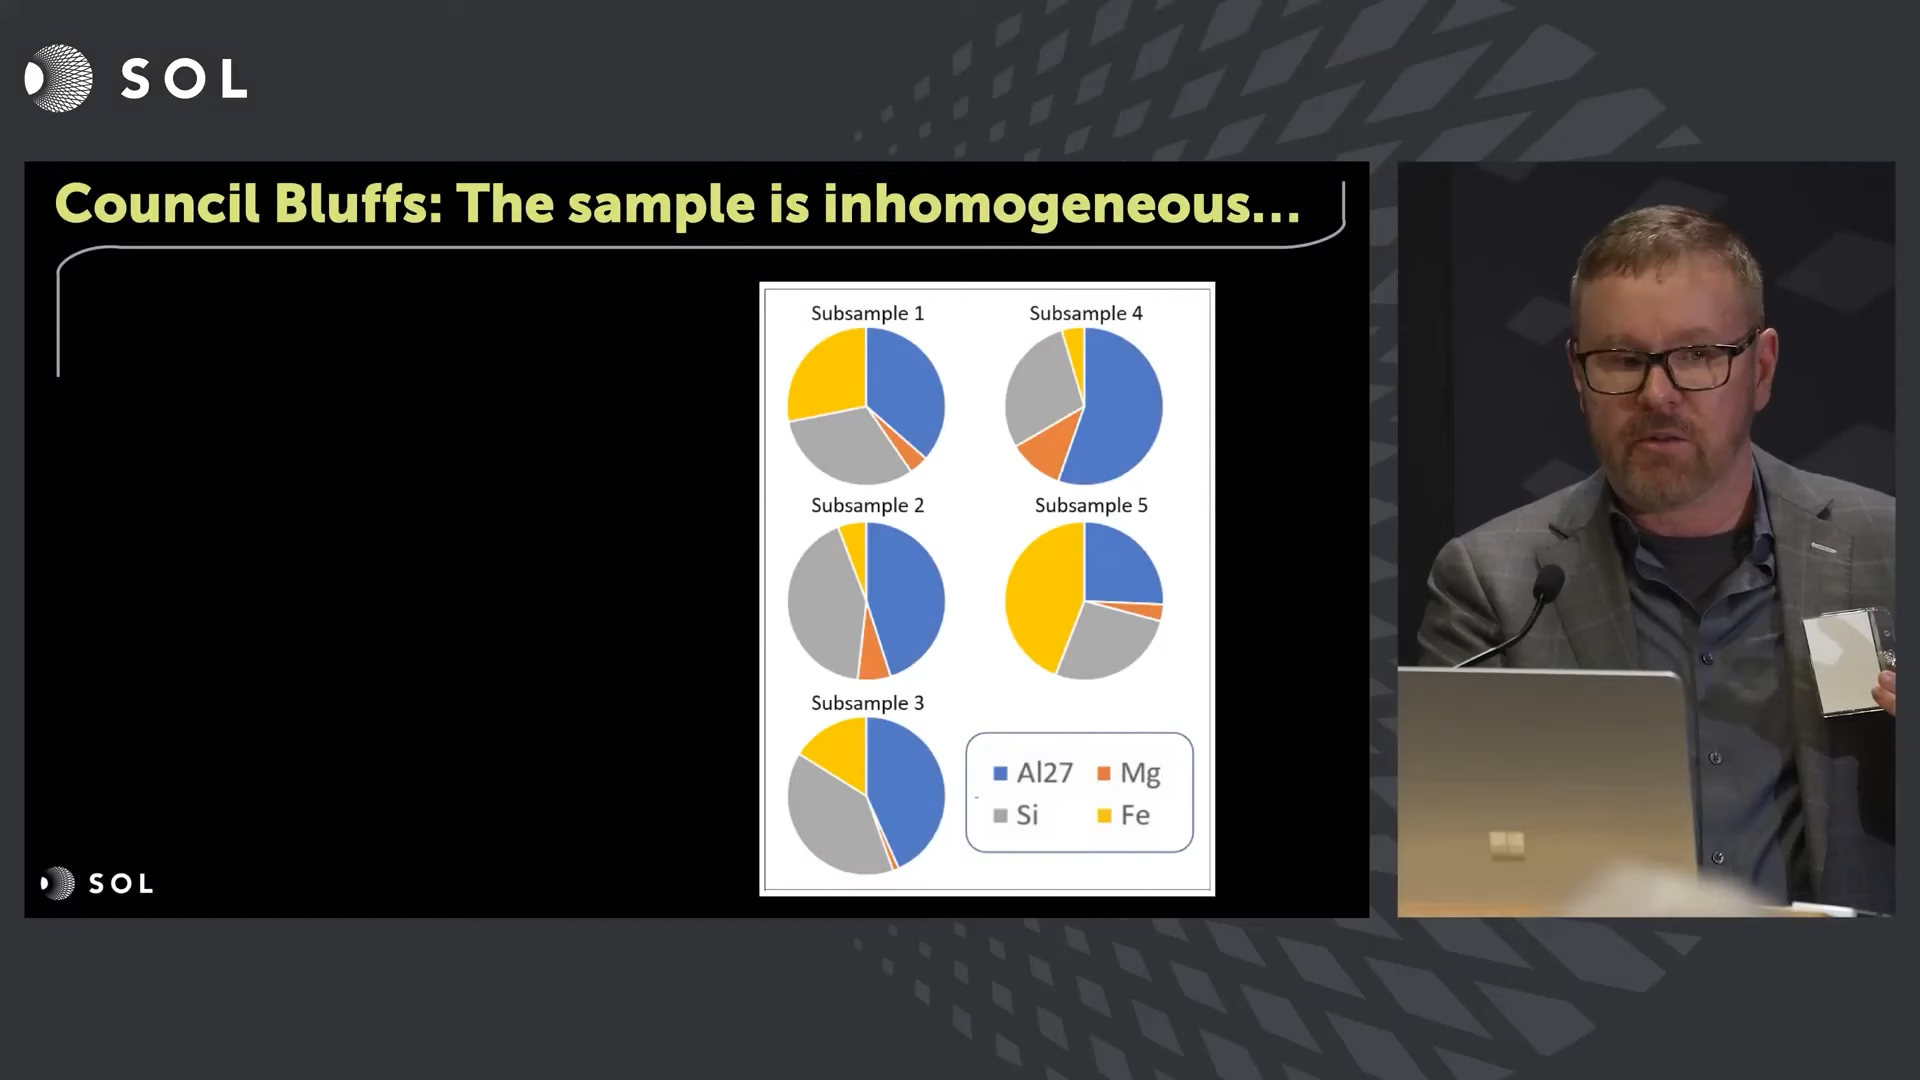 SOL
Council Bluffs: The sample is inhomogeneous...
Subsample 1
Subsample 4
Subsample 2
Subsample 5
Subsample 3
Al27 Mg
Si Fe
SOL